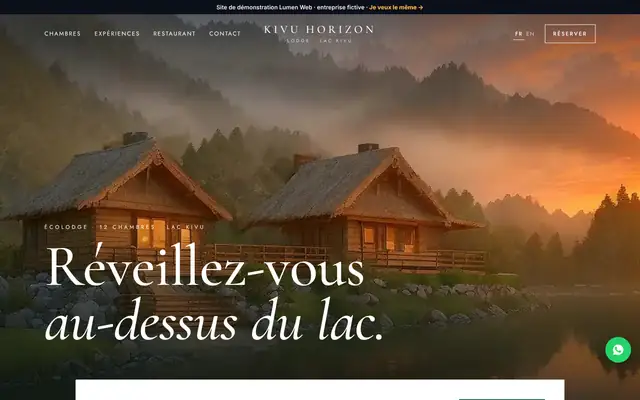 Site de démonstration Lumen Web · entreprise fictive · Je veux le même →
CHAMBRES EXPÉRIENCES RESTAURANT CONTACT
KIVU HORIZON
LODGE · LAC KIVU
FR EN
RÉSERVER
ÉCOLODGE · 12 CHAMBRES · LAC KIVU
Réveillez-vous
au-dessus du lac.